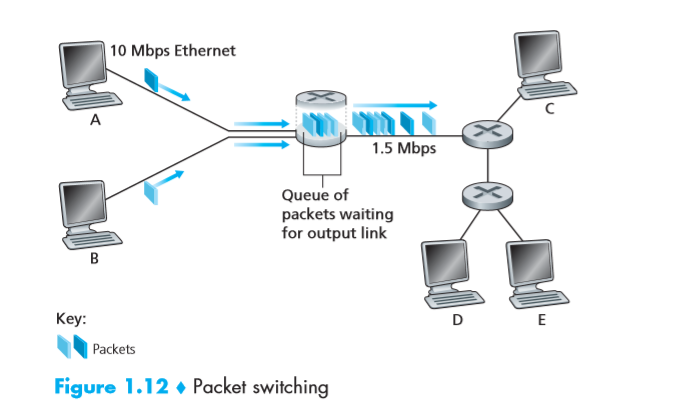 10 Mbps Ethernet
A
C
1.5 Mbps
Queue of
packets waiting
for output link
B
D
E
Key:
Packets
Figure 1.12 ♦ Packet switching